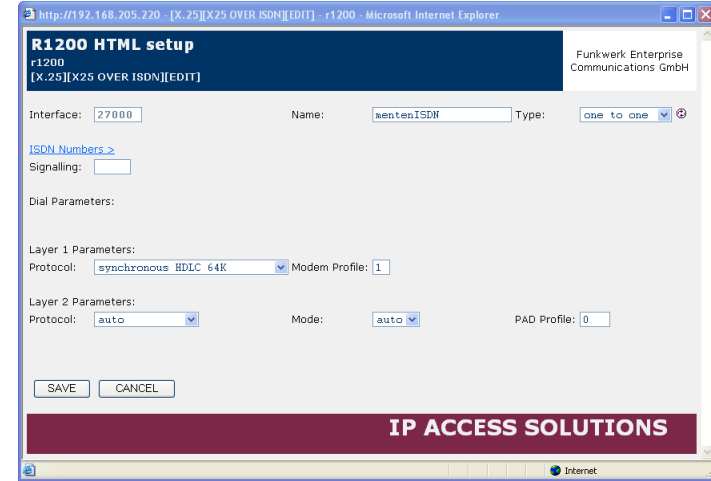 http://192.168.205.220 - [X.25][X25 OVER ISDN][EDIT] - r1200 - Microsoft Internet Explorer
R1200 HTML setup
r1200
[X.25][X25 OVER ISDN][EDIT]
Funkwerk Enterprise
Communications GmbH
Interface: 27000 Name: mentenISDN Type: one to one
ISDN Numbers >
Signalling:
Dial Parameters:
Layer 1 Parameters:
Protocol: synchronous HDLC 64K Modem Profile: 1
Layer 2 Parameters:
Protocol: auto Mode: auto PAD Profile: 0
SAVE CANCEL
IP ACCESS SOLUTIONS
Internet